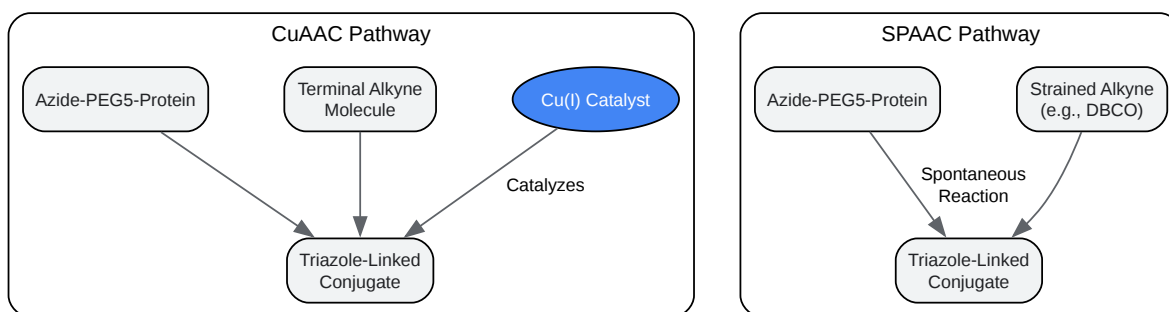 CuAAC Pathway
Azide-PEG5-Protein
Terminal Alkyne
Molecule
Cu(I) Catalyst
Catalyzes
Triazole-Linked
Conjugate
SPAAC Pathway
Azide-PEG5-Protein
Strained Alkyne
(e.g., DBCO)
Spontaneous
Reaction
Triazole-Linked
Conjugate